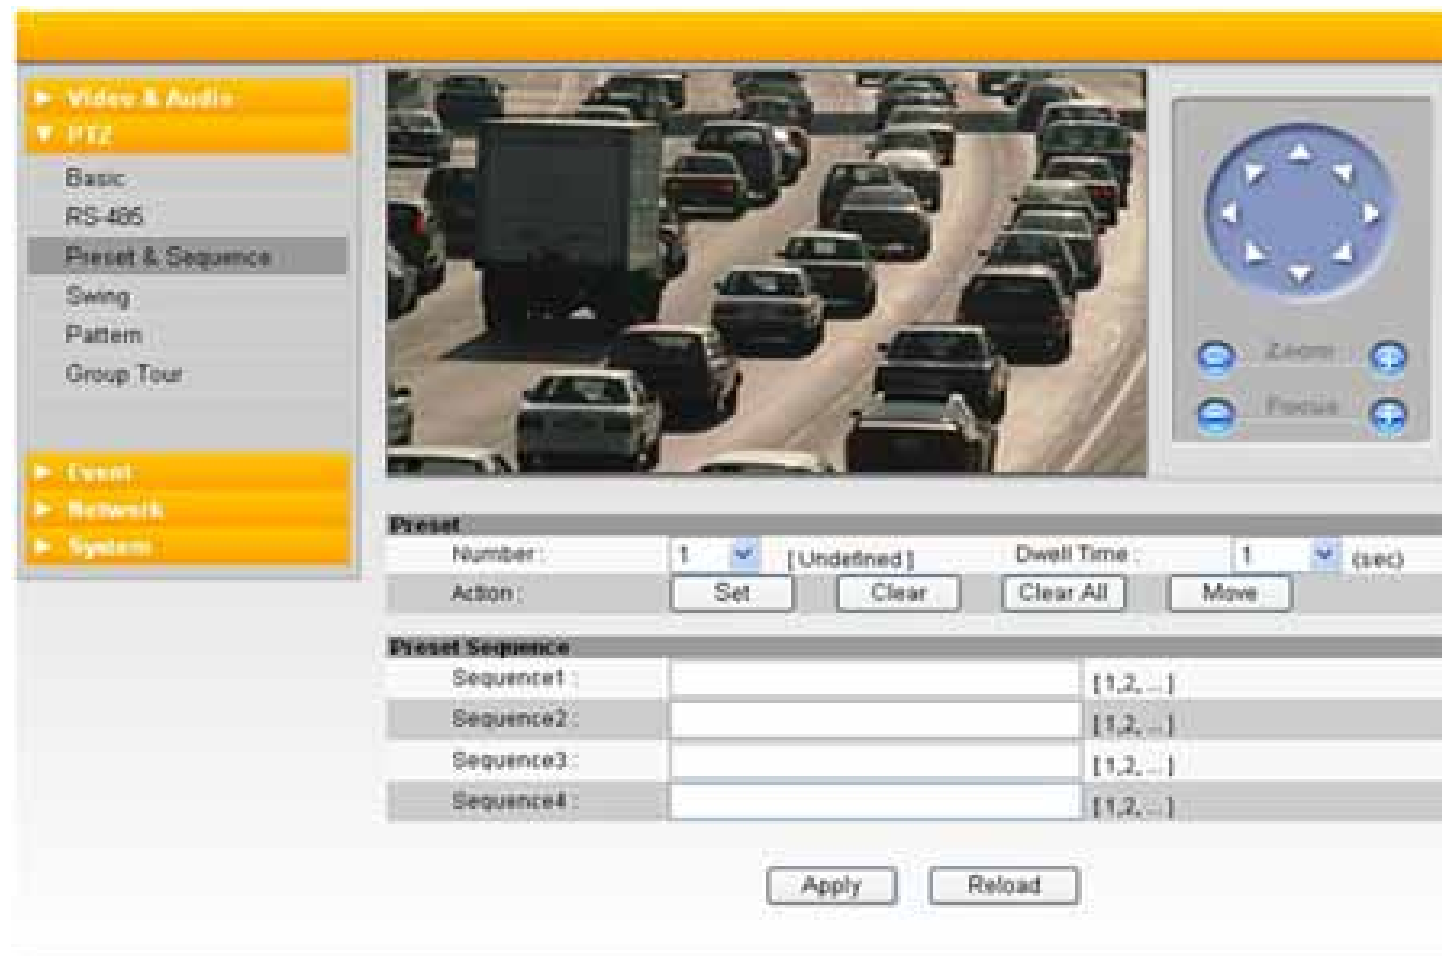 Video & Audio
PTZ
Basic
RS-485
Preset & Sequence
Swing
Pattern
Group Tour
Event
Network
System
Zoom
Focus
Preset
Number : 1 [ Undefined ] Dwell Time : 1 (sec)
Action : Set Clear Clear All Move
Preset Sequence
Sequence1 : [ 1,2, ... ]
Sequence2 : [ 1,2, ... ]
Sequence3 : [ 1,2, ... ]
Sequence4 : [ 1,2, ... ]
Apply Reload